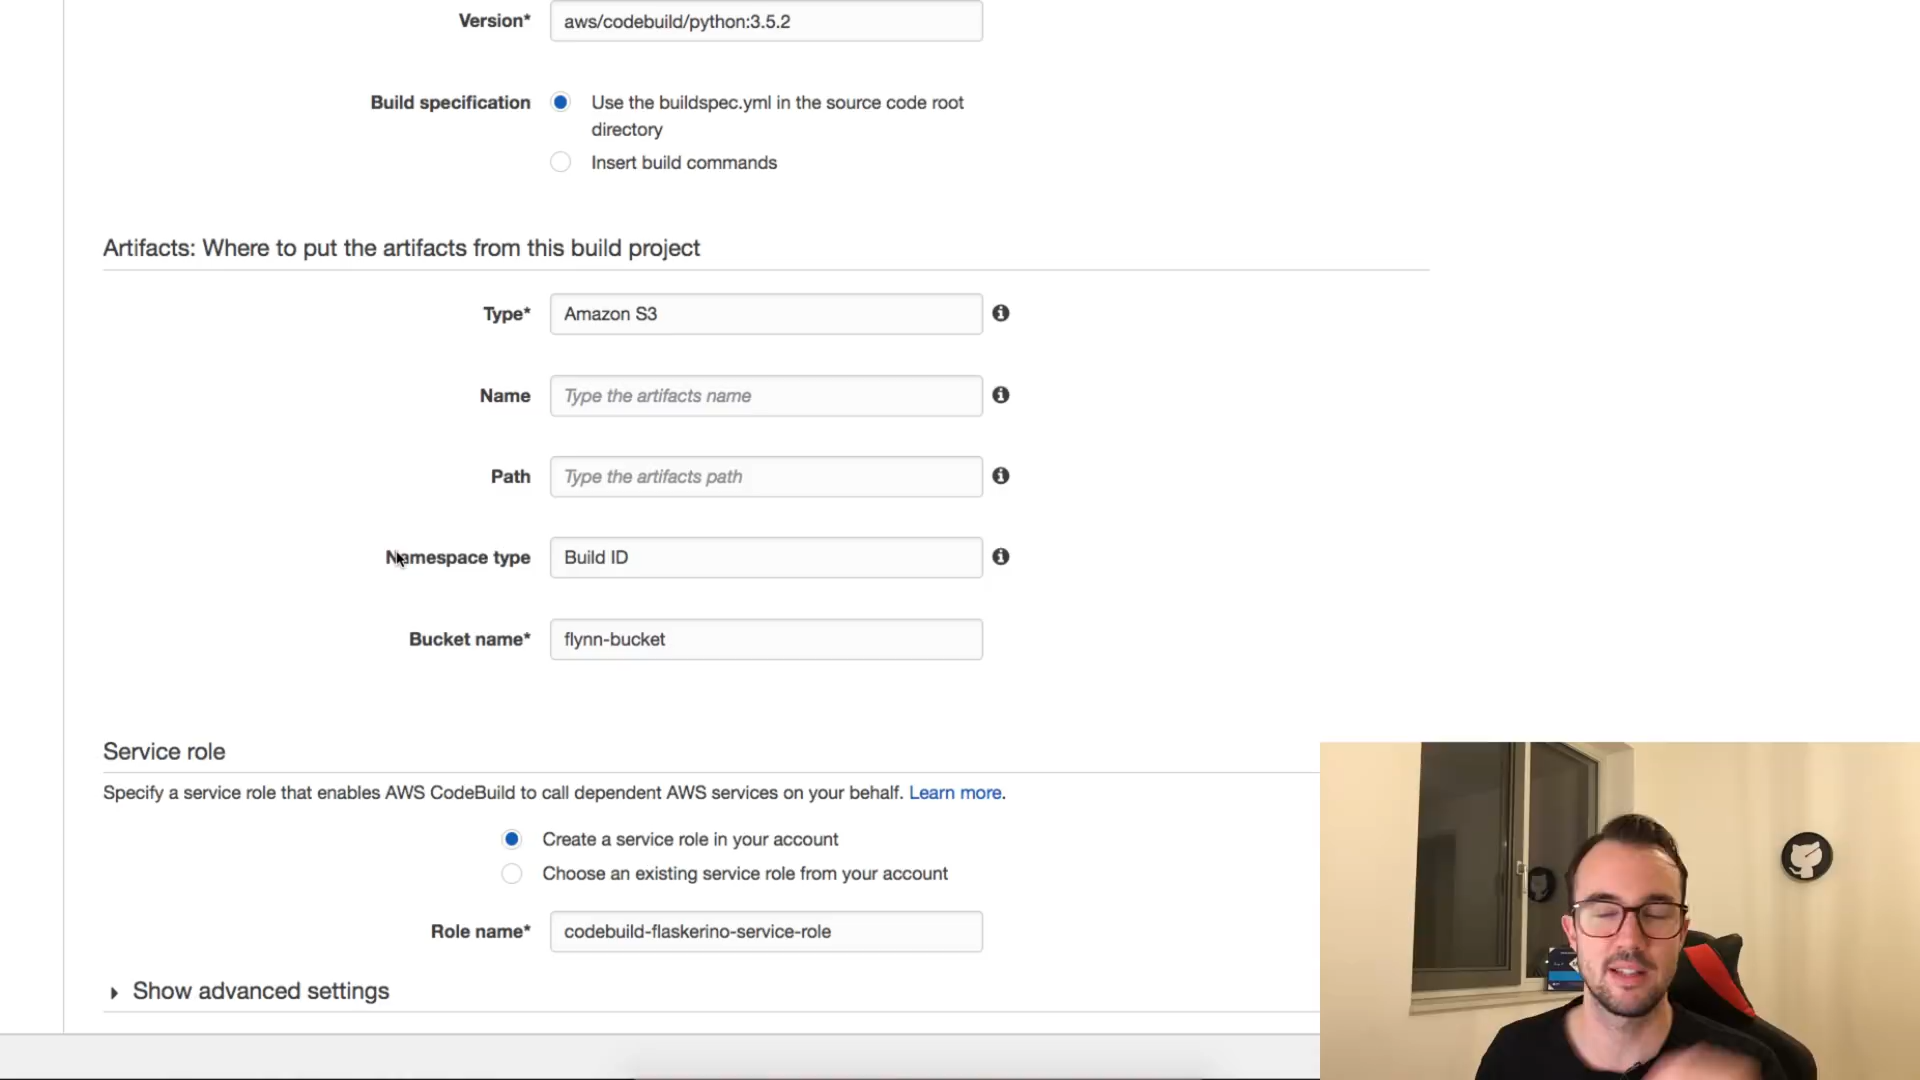 Version* aws/codebuild/python:3.5.2
Build specification Use the buildspec.yml in the source code root
directory
Insert build commands
Artifacts: Where to put the artifacts from this build project
Type* Amazon S3
Name Type the artifacts name
Path Type the artifacts path
Namespace type Build ID
Bucket name* flynn-bucket
Service role
Specify a service role that enables AWS CodeBuild to call dependent AWS services on your behalf. Learn more.
Create a service role in your account
Choose an existing service role from your account
Role name* codebuild-flaskerino-service-role
Show advanced settings